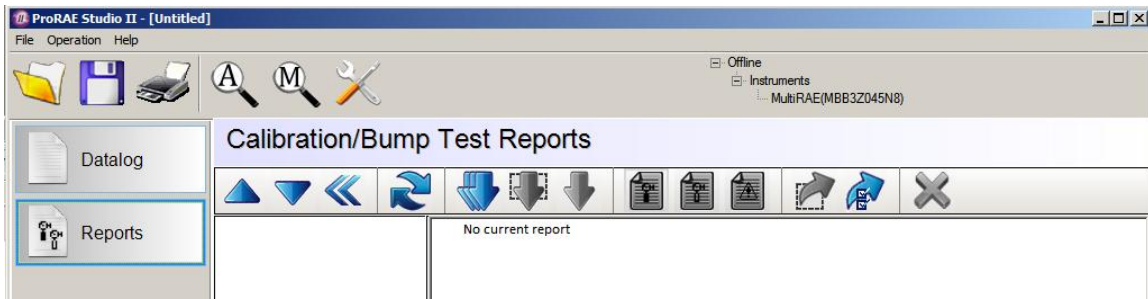 ProRAE Studio II - [Untitled]
File Operation Help
A M
Offline
Instruments
MultiRAE(MBB3Z045N8)
Datalog
Calibration/Bump Test Reports
Reports
No current report